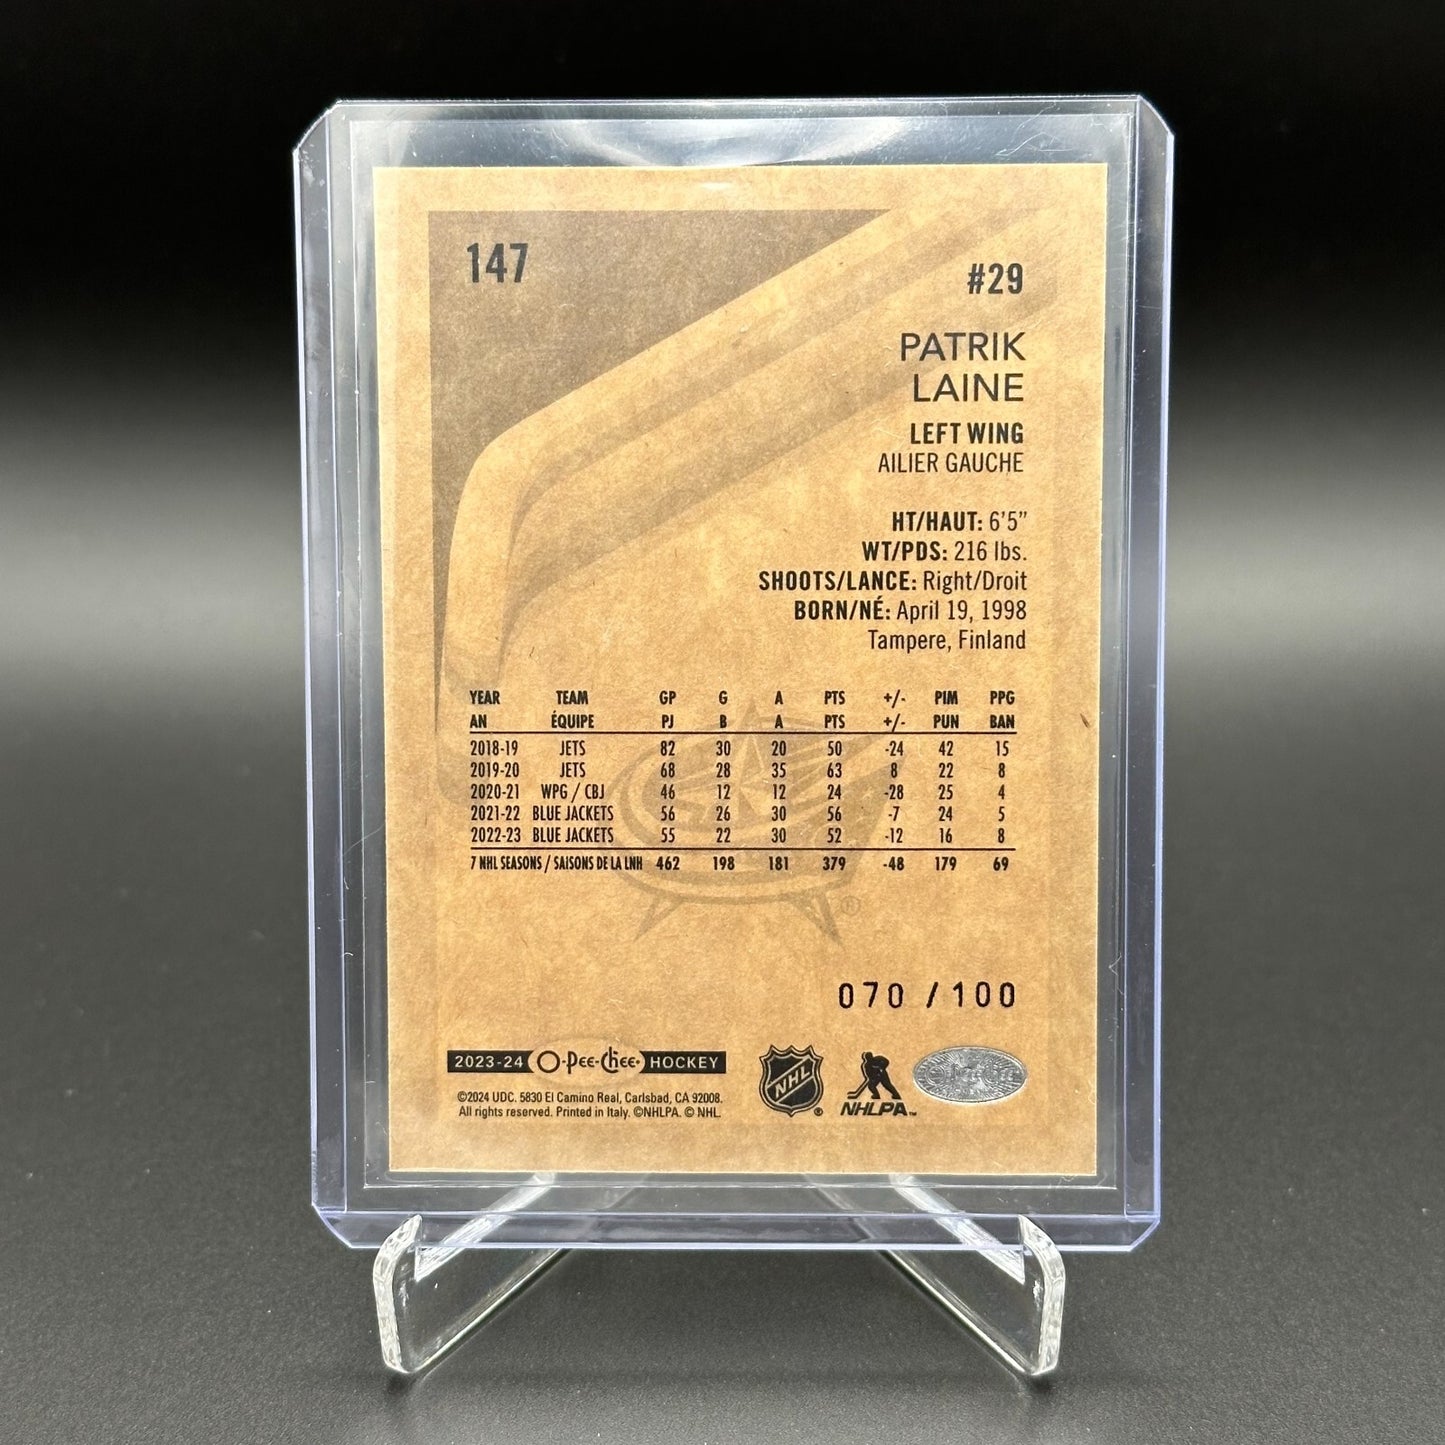 147
#29
PATRIK
LAINE
LEFT WING
AILIER GAUCHE
HT/HAUT: 6'5"
WT/PDS: 216 lbs.
SHOOTS/LANCE: Right/Droit
BORN/NÉ: April 19, 1998
Tampere, Finland
YEAR TEAM GP G A PTS +/- PIM PPG
AN ÉQUIPE PJ B A PTS +/- PUN BAN
2018-19 JETS 82 30 20 50 -24 42 15
2019-20 JETS 68 28 35 63 8 22 8
2020-21 WPG / CBJ 46 12 12 24 -28 25 4
2021-22 BLUE JACKETS 56 26 30 56 -7 24 5
2022-23 BLUE JACKETS 55 22 30 52 -12 16 8
7 NHL SEASONS / SAISONS DE LA LNH 462 198 181 379 -48 179 69
®
070 / 100
2023-24 O-Pee-Chee HOCKEY
NHL ®
NHLPA™
©2024 UDC. 5830 El Camino Real, Carlsbad, CA 92008.
All rights reserved. Printed in Italy. ©NHLPA. © NHL.